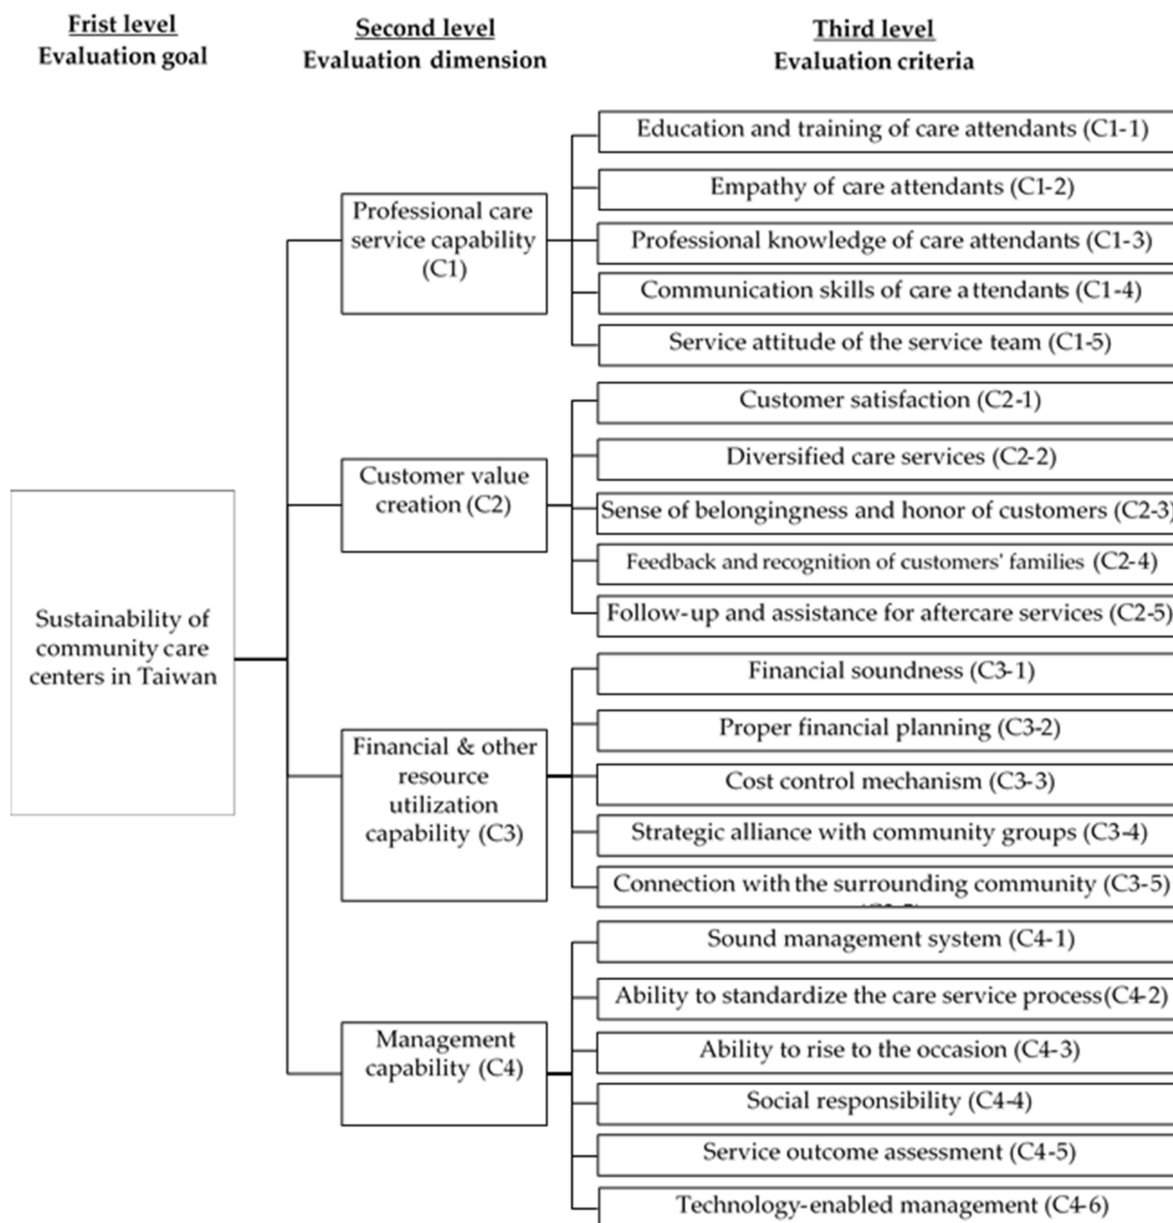 Frist level
Evaluation goal
Second level
Evaluation dimension
Third level
Evaluation criteria
Sustainability of
community care
centers in Taiwan
Professional care
service capability
(C1)
Education and training of care attendants (C1-1)
Empathy of care attendants (C1-2)
Professional knowledge of care attendants (C1-3)
Communication skills of care attendants (C1-4)
Service attitude of the service team (C1-5)
Customer value
creation (C2)
Customer satisfaction (C2-1)
Diversified care services (C2-2)
Sense of belongingness and honor of customers (C2-3)
Feedback and recognition of customers' families (C2-4)
Follow-up and assistance for aftercare services (C2-5)
Financial & other
resource
utilization
capability (C3)
Financial soundness (C3-1)
Proper financial planning (C3-2)
Cost control mechanism (C3-3)
Strategic alliance with community groups (C3-4)
Connection with the surrounding community (C3-5)
Management
capability (C4)
Sound management system (C4-1)
Ability to standardize the care service process(C4-2)
Ability to rise to the occasion (C4-3)
Social responsibility (C4-4)
Service outcome assessment (C4-5)
Technology-enabled management (C4-6)